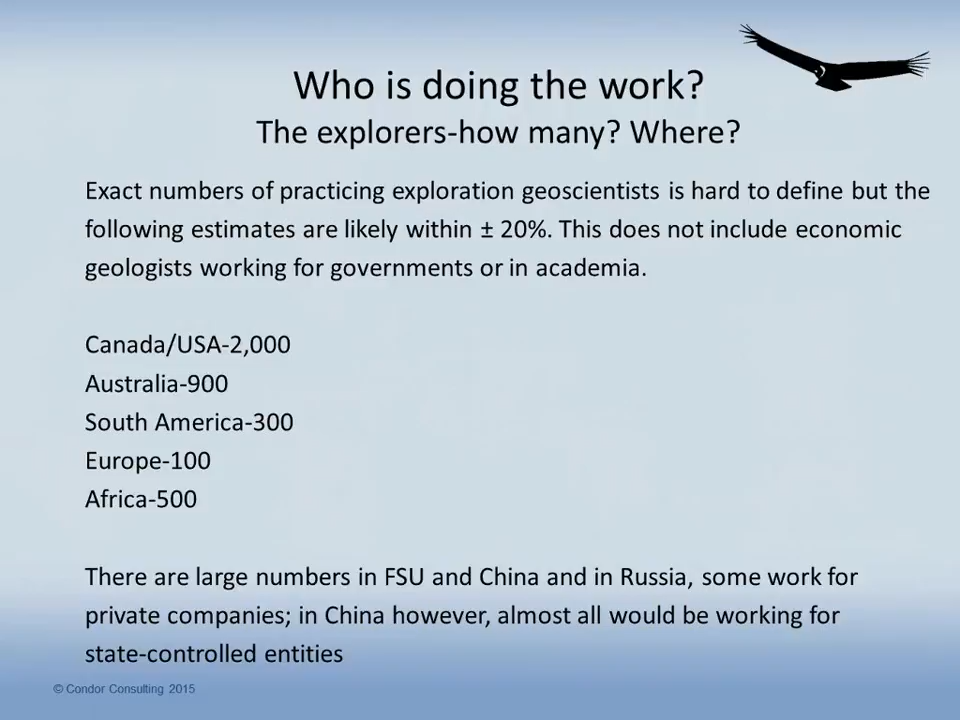 Who is doing the work?
The explorers-how many? Where?
Exact numbers of practicing exploration geoscientists is hard to define but the
following estimates are likely within ± 20%. This does not include economic
geologists working for governments or in academia.
Canada/USA-2,000
Australia-900
South America-300
Europe-100
Africa-500
There are large numbers in FSU and China and in Russia, some work for
private companies; in China however, almost all would be working for
state-controlled entities
© Condor Consulting 2015